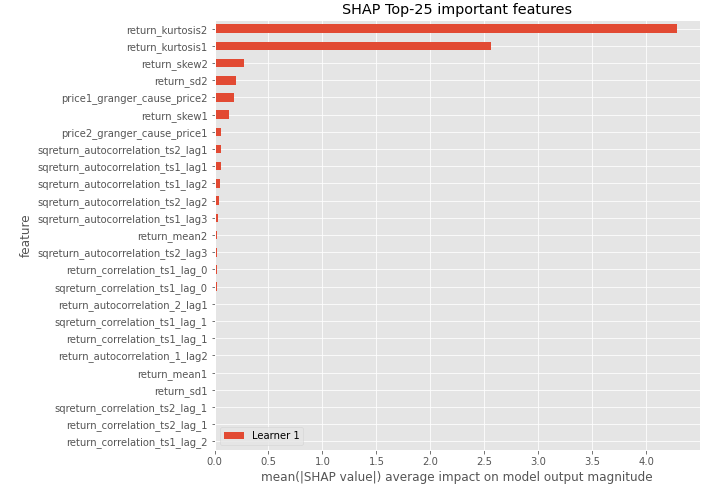 SHAP Top-25 important features
return_kurtosis2
return_kurtosis1
return_skew2
return_sd2
price1_granger_cause_price2
return_skew1
price2_granger_cause_price1
sqreturn_autocorrelation_ts2_lag1
sqreturn_autocorrelation_ts1_lag1
sqreturn_autocorrelation_ts1_lag2
sqreturn_autocorrelation_ts2_lag2
sqreturn_autocorrelation_ts1_lag3
return_mean2
sqreturn_autocorrelation_ts2_lag3
return_correlation_ts1_lag_0
sqreturn_correlation_ts1_lag_0
return_autocorrelation_2_lag1
sqreturn_correlation_ts1_lag_1
return_correlation_ts1_lag_1
return_autocorrelation_1_lag2
return_mean1
return_sd1
sqreturn_correlation_ts2_lag_1
return_correlation_ts2_lag_1
return_correlation_ts1_lag_2
feature
Learner 1
0.0 0.5 1.0 1.5 2.0 2.5 3.0 3.5 4.0
mean(|SHAP value|) average impact on model output magnitude